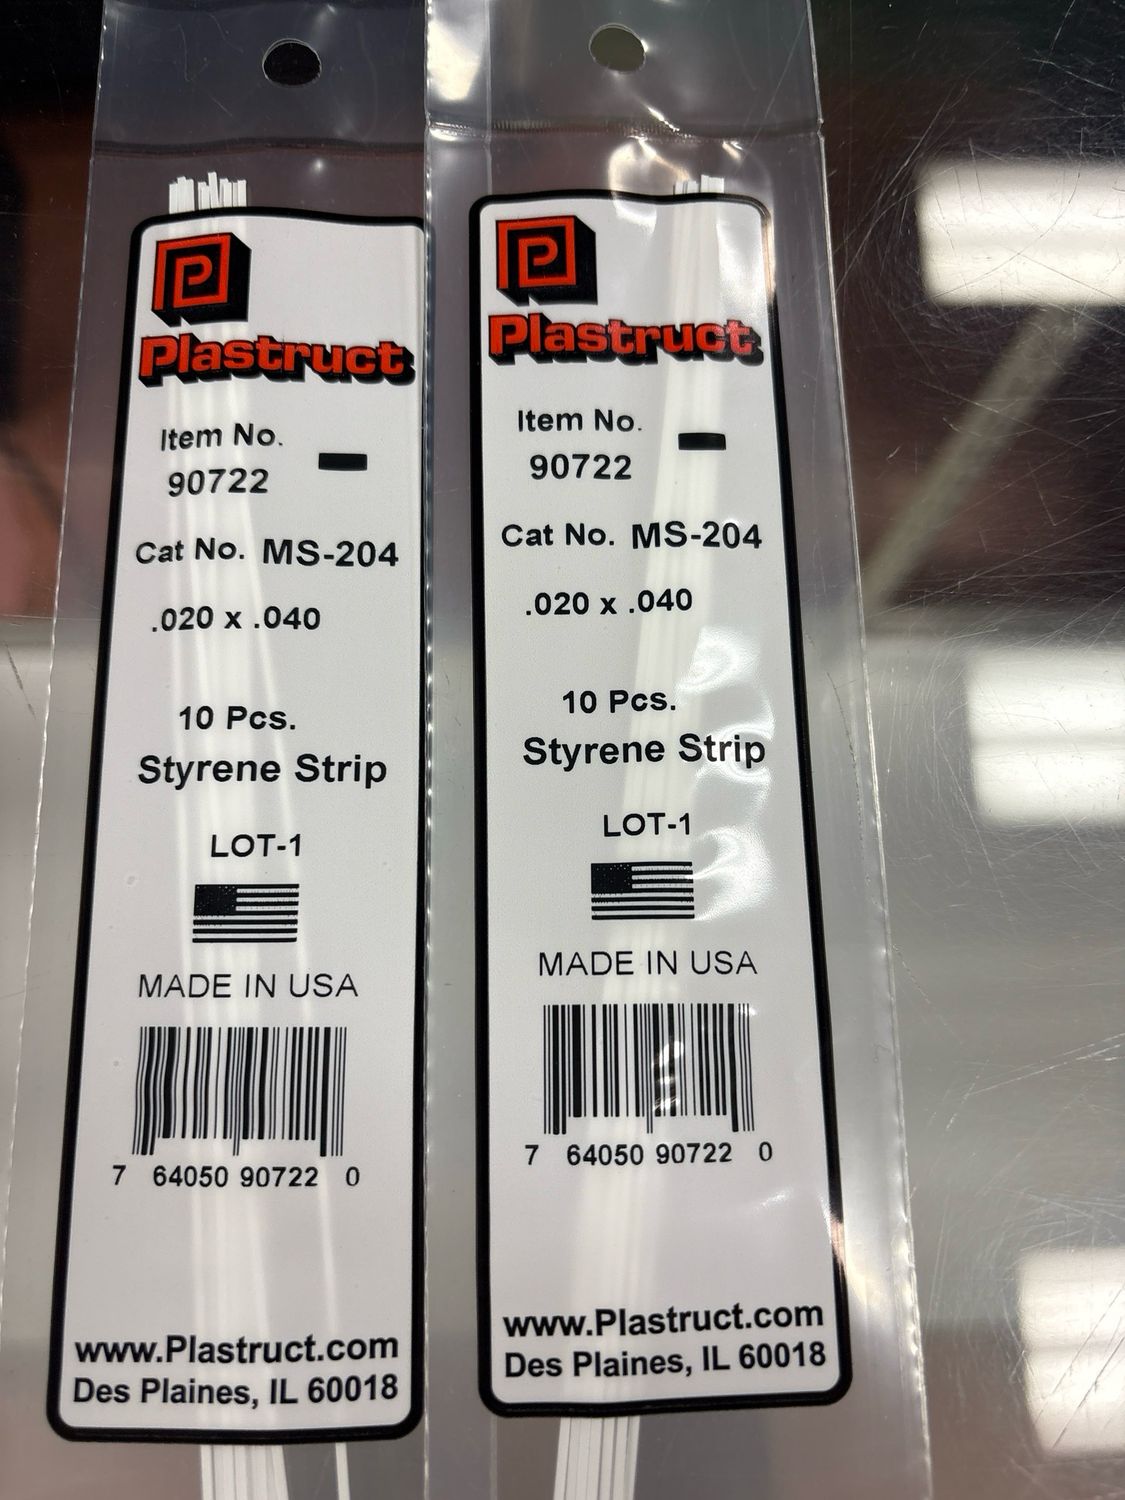 Plastruct
Item No.
90722
Cat No. MS-204
.020 x .040
10 Pcs.
Styrene Strip
LOT-1
MADE IN USA
7 64050 90722 0
www.Plastruct.com
Des Plaines, IL 60018
Plastruct
Item No.
90722
Cat No. MS-204
.020 x .040
10 Pcs.
Styrene Strip
LOT-1
MADE IN USA
7 64050 90722 0
www.Plastruct.com
Des Plaines, IL 60018